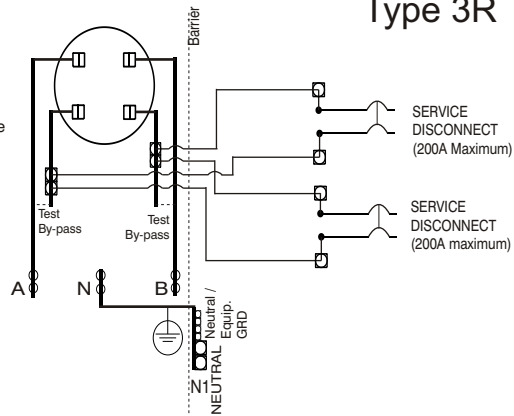 Type 3R
Barrier
e
SERVICE
DISCONNECT
(200A Maximum)
Test
By-pass
Test
By-pass
SERVICE
DISCONNECT
(200A maximum)
A
N
B
Neutral /
Equip.
GRD
NEUTRAL
N1